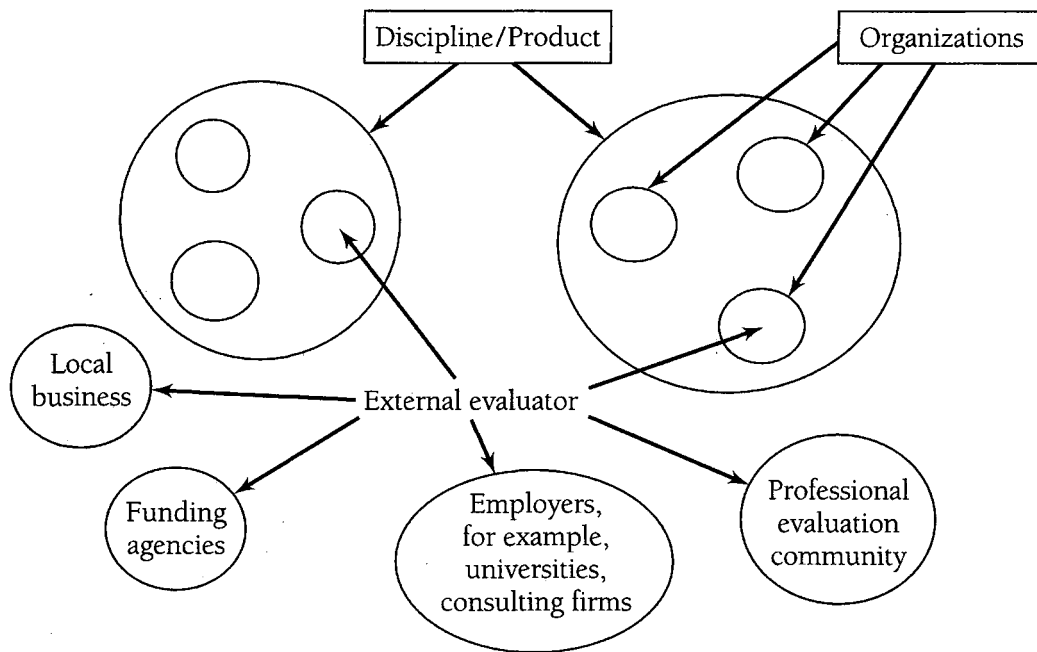 Discipline/Product
Organizations
Local
business
External evaluator
Funding
agencies
Employers,
for example,
universities,
consulting firms
Professional
evaluation
community